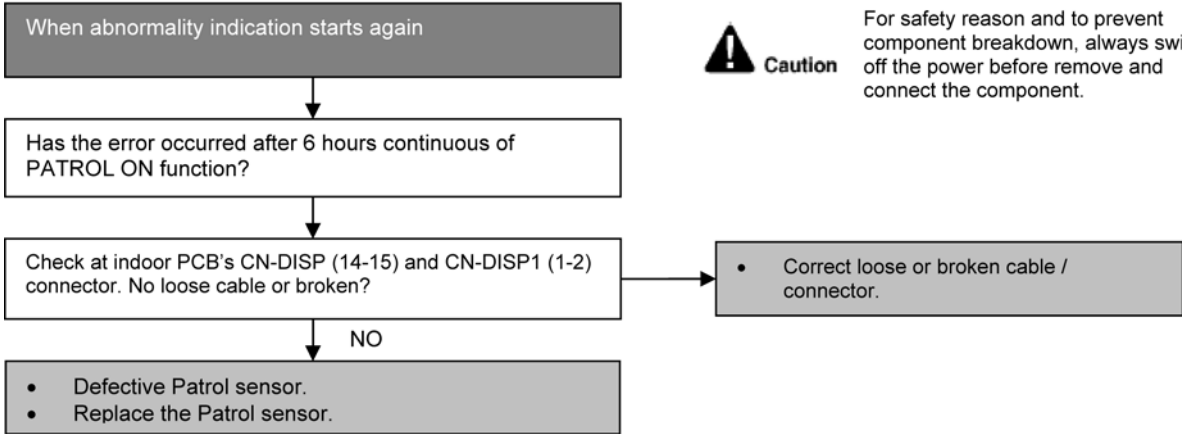 When abnormality indication starts again
For safety reason and to prevent
component breakdown, always swi
off the power before remove and
connect the component.
Caution
Has the error occurred after 6 hours continuous of
PATROL ON function?
Check at indoor PCB's CN-DISP (14-15) and CN-DISP1 (1-2)
connector. No loose cable or broken?
• Correct loose or broken cable /
connector.
NO
• Defective Patrol sensor.
• Replace the Patrol sensor.